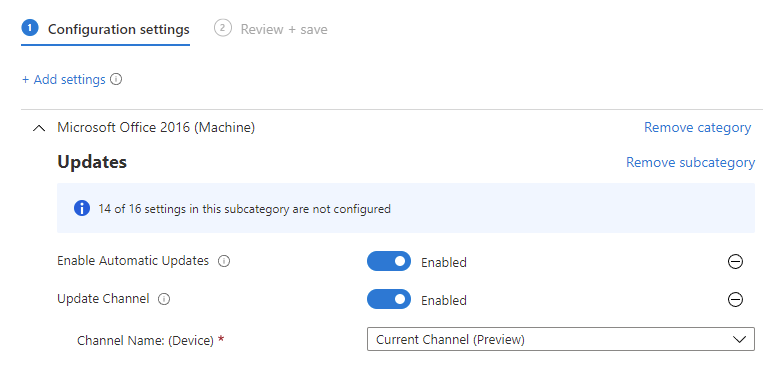 1 Configuration settings 2 Review + save
+ Add settings
Microsoft Office 2016 (Machine) Remove category
Updates Remove subcategory
14 of 16 settings in this subcategory are not configured
Enable Automatic Updates Enabled
Update Channel Enabled
Channel Name: (Device) * Current Channel (Preview)